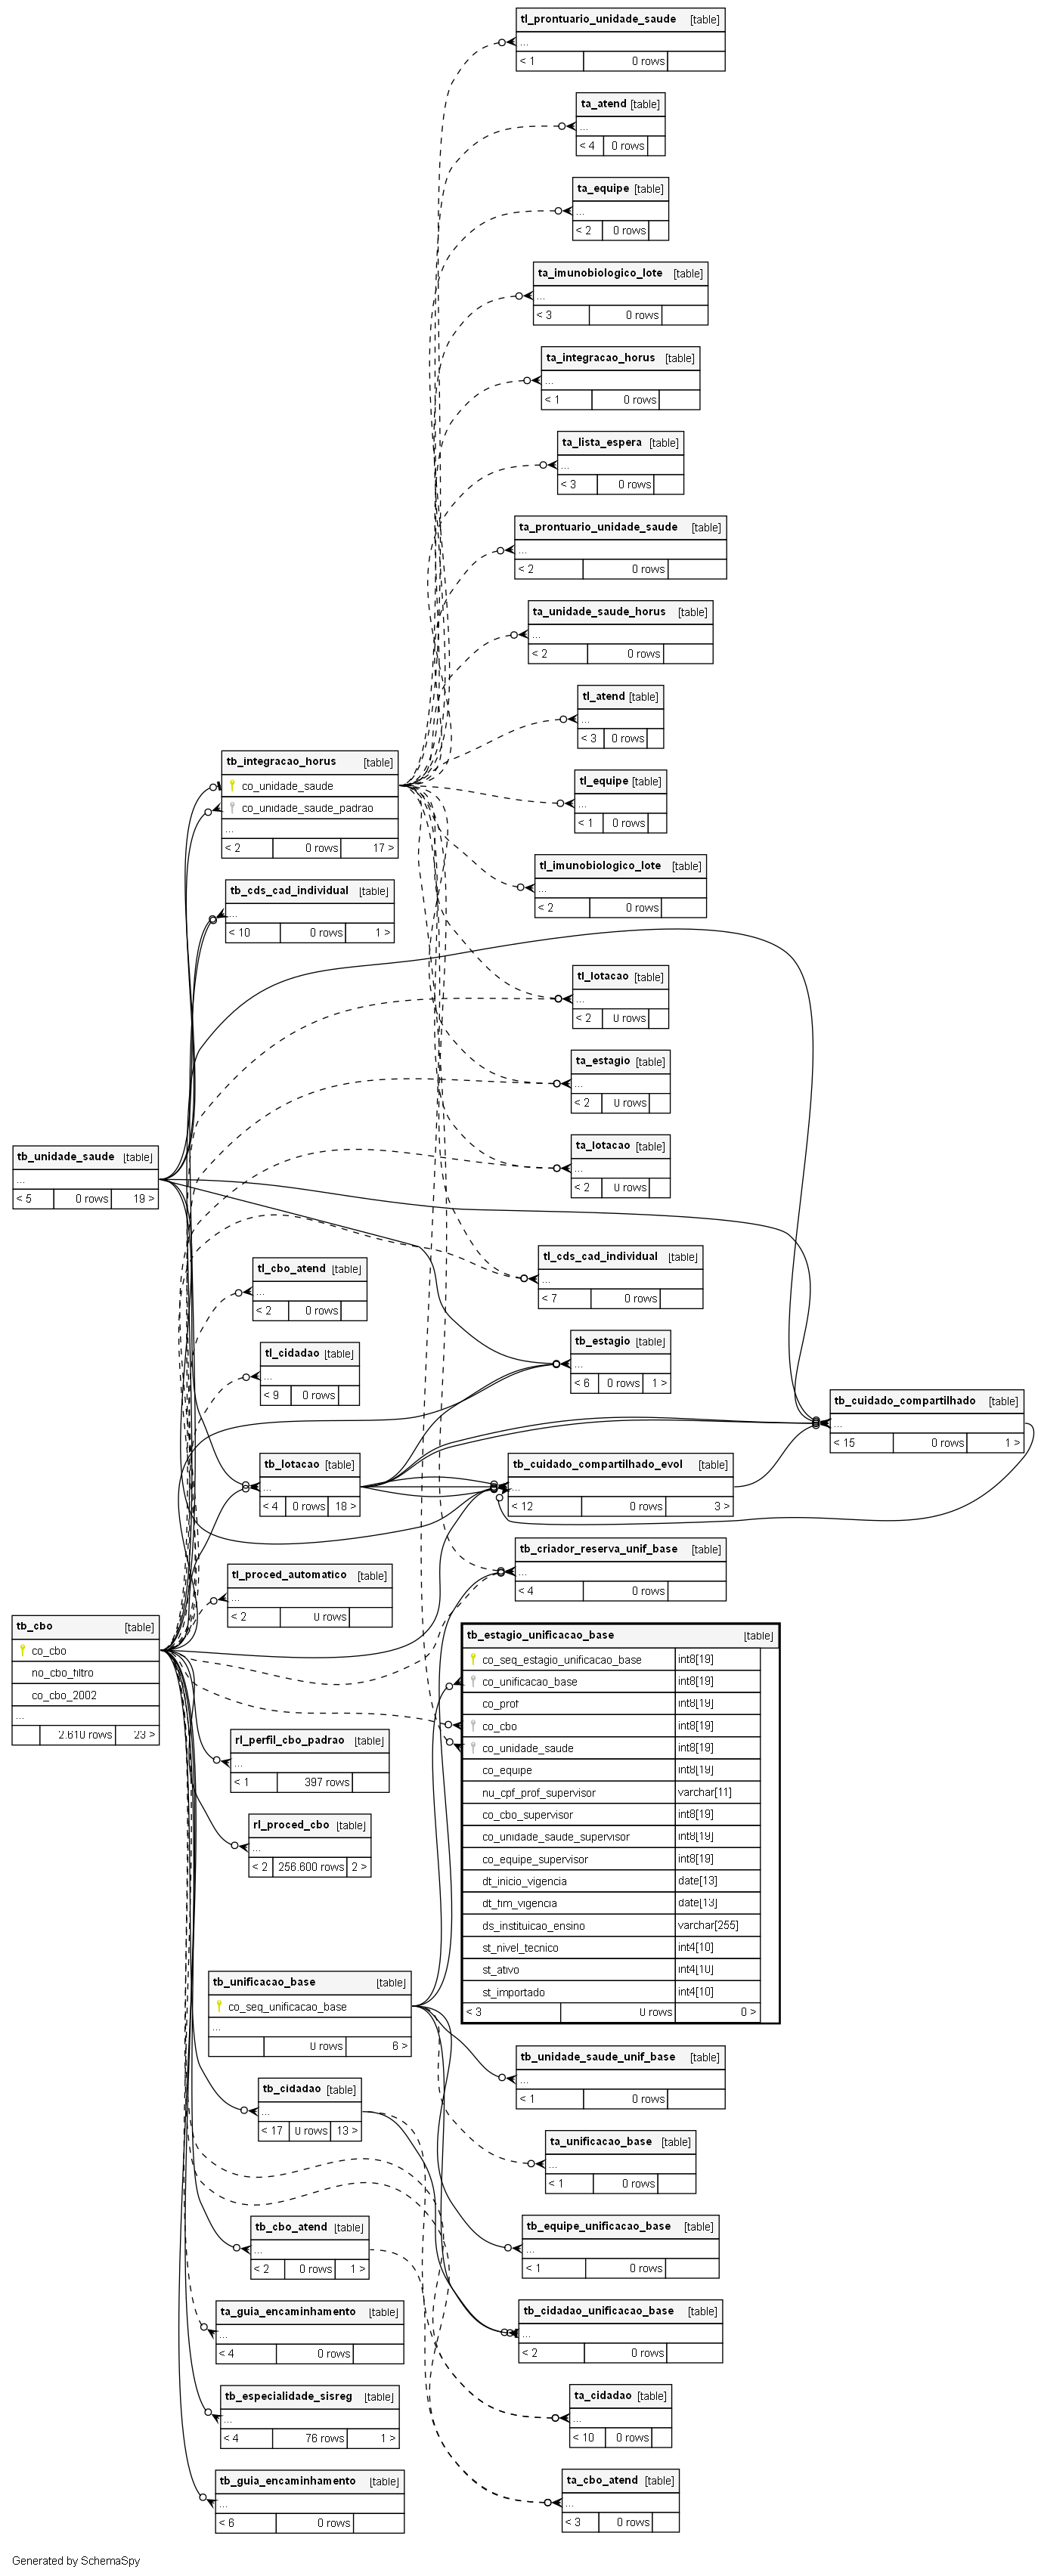 tl_prontuario_unidade_saude [table]
...
< 1 0 rows
ta_atend [table]
...
< 4 0 rows
ta_equipe [table]
...
< 2 0 rows
ta_imunobiologico_lote [table]
...
< 3 0 rows
ta_integracao_horus [table]
...
< 1 0 rows
ta_lista_espera [table]
...
< 3 0 rows
ta_prontuario_unidade_saude [table]
...
< 2 0 rows
ta_unidade_saude_horus [table]
...
< 2 0 rows
tl_atend [table]
...
< 3 0 rows
tb_integracao_horus [table]
co_unidade_saude
co_unidade_saude_padrao
...
< 2 0 rows 17 >
tl_equipe [table]
...
< 1 0 rows
tl_imunobiologico_lote [table]
...
< 2 0 rows
tb_cds_cad_individual [table]
...
< 10 0 rows 1 >
tl_lotacao [table]
...
< 2 0 rows
ta_estagio [table]
...
< 2 0 rows
ta_lotacao [table]
...
< 2 0 rows
tb_unidade_saude [table]
...
< 5 0 rows 19 >
tl_cds_cad_individual [table]
...
< 7 0 rows
tl_cbo_atend [table]
...
< 2 0 rows
tb_estagio [table]
...
< 6 0 rows 1 >
tl_cidadao [table]
...
< 9 0 rows
tb_cuidado_compartilhado [table]
...
< 15 0 rows 1 >
tb_lotacao [table]
...
< 4 0 rows 18 >
tb_cuidado_compartilhado_evol [table]
...
< 12 0 rows 3 >
tb_criador_reserva_unif_base [table]
...
< 4 0 rows
tl_proced_automatico [table]
...
< 2 0 rows
tb_cbo [table]
co_cbo
no_cbo_filtro
co_cbo_2002
...
2.610 rows 23 >
tb_estagio_unificacao_base [table]
co_seq_estagio_unificacao_base int8[19]
co_unificacao_base int8[19]
co_prof int8[19]
co_cbo int8[19]
co_unidade_saude int8[19]
co_equipe int8[19]
nu_cpf_prof_supervisor varchar[11]
co_cbo_supervisor int8[19]
co_unidade_saude_supervisor int8[19]
co_equipe_supervisor int8[19]
dt_inicio_vigencia date[13]
dt_fim_vigencia date[13]
ds_instituicao_ensino varchar[255]
st_nivel_tecnico int4[10]
st_ativo int4[10]
st_importado int4[10]
< 3 0 rows 0 >
rl_perfil_cbo_padrao [table]
...
< 1 397 rows
rl_proced_cbo [table]
...
< 2 256.600 rows 2 >
tb_unificacao_base [table]
co_seq_unificacao_base
...
0 rows 6 >
tb_unidade_saude_unif_base [table]
...
< 1 0 rows
tb_cidadao [table]
...
< 17 0 rows 13 >
ta_unificacao_base [table]
...
< 1 0 rows
tb_cbo_atend [table]
...
< 2 0 rows 1 >
tb_equipe_unificacao_base [table]
...
< 1 0 rows
ta_guia_encaminhamento [table]
...
< 4 0 rows
tb_cidadao_unificacao_base [table]
...
< 2 0 rows
tb_especialidade_sisreg [table]
...
< 4 76 rows 1 >
ta_cidadao [table]
...
< 10 0 rows
tb_guia_encaminhamento [table]
...
< 6 0 rows
ta_cbo_atend [table]
...
< 3 0 rows
Generated by SchemaSpy